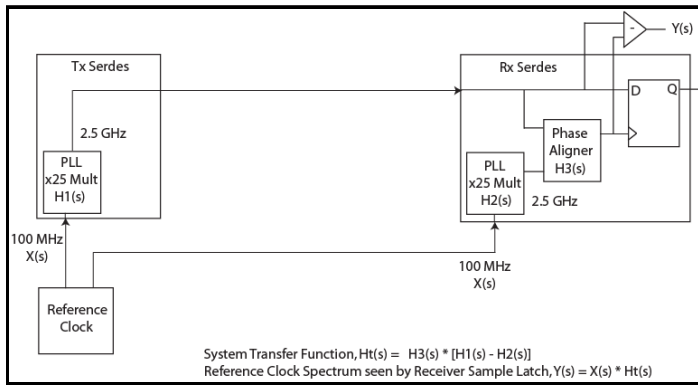 Tx Serdes
2.5 GHz
PLL
x25 Mult
H1(s)
100 MHz
X(s)
Reference
Clock
Rx Serdes
- Y(s)
D Q
Phase
Aligner
H3(s)
PLL
x25 Mult
H2(s)
2.5 GHz
100 MHz
X(s)
System Transfer Function, Ht(s) = H3(s) * [H1(s) - H2(s)]
Reference Clock Spectrum seen by Receiver Sample Latch, Y(s) = X(s) * Ht(s)